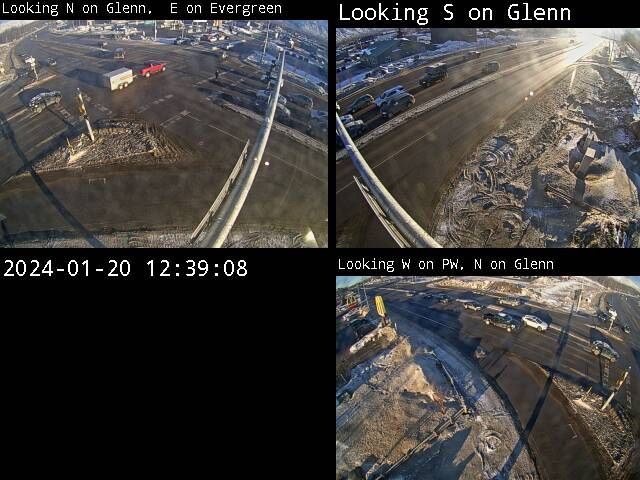 Looking N on Glenn, E on Evergreen
Looking S on Glenn
2024-01-20 12:39:08
Looking W on PW, N on Glenn